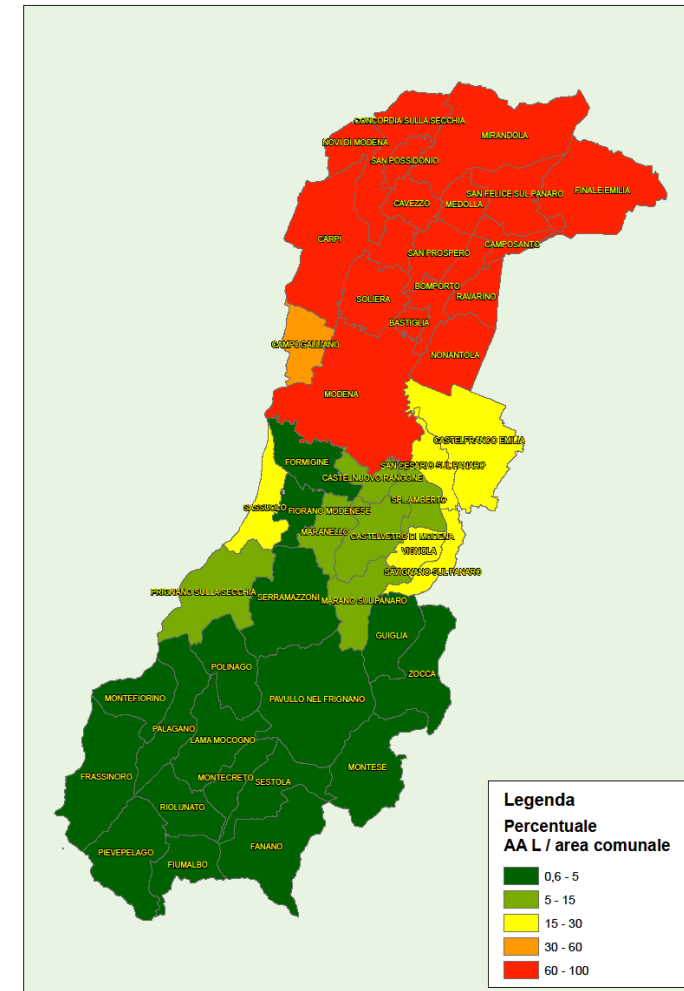 CONCORDIA SULLA SECCHIA
MIRANDOLA
NOVI DI MODENA
SAN POSSIDONIO
SAN FELICE SUL PANARO
FINALE EMILIA
CAVEZZO
MEDOLLA
CARPI
CAMPOSANTO
SAN PROSPERO
BOMPORTO
RAVARINO
SOLIERA
BASTIGLIA
CAMPOGALLIANO
NONANTOLA
MODENA
CASTELFRANCO EMILIA
FORMIGINE
SAN CESARIO SUL PANARO
CASTELNUOVO RANGONE
SPILAMBERTO
SASSUOLO
FIORANO MODENESE
MARANELLO
CASTELVETRO DI MODENA
VIGNOLA
SAVIGNANO SUL PANARO
PRIGNANO SULLA SECCHIA
SERRAMAZZONI
MARANO SUL PANARO
GUIGLIA
POLINAGO
ZOCCA
MONTEFIORINO
PAVULLO NEL FRIGNANO
PALAGANO
LAMA MOCOGNO
MONTESE
FRASSINORO
MONTECRETO
SESTOLA
RIOLUNATO
FANANO
PIEVEPELAGO
FIUMALBO
Legenda
Percentuale
AA L / area comunale
0,6 - 5
5 - 15
15 - 30
30 - 60
60 - 100